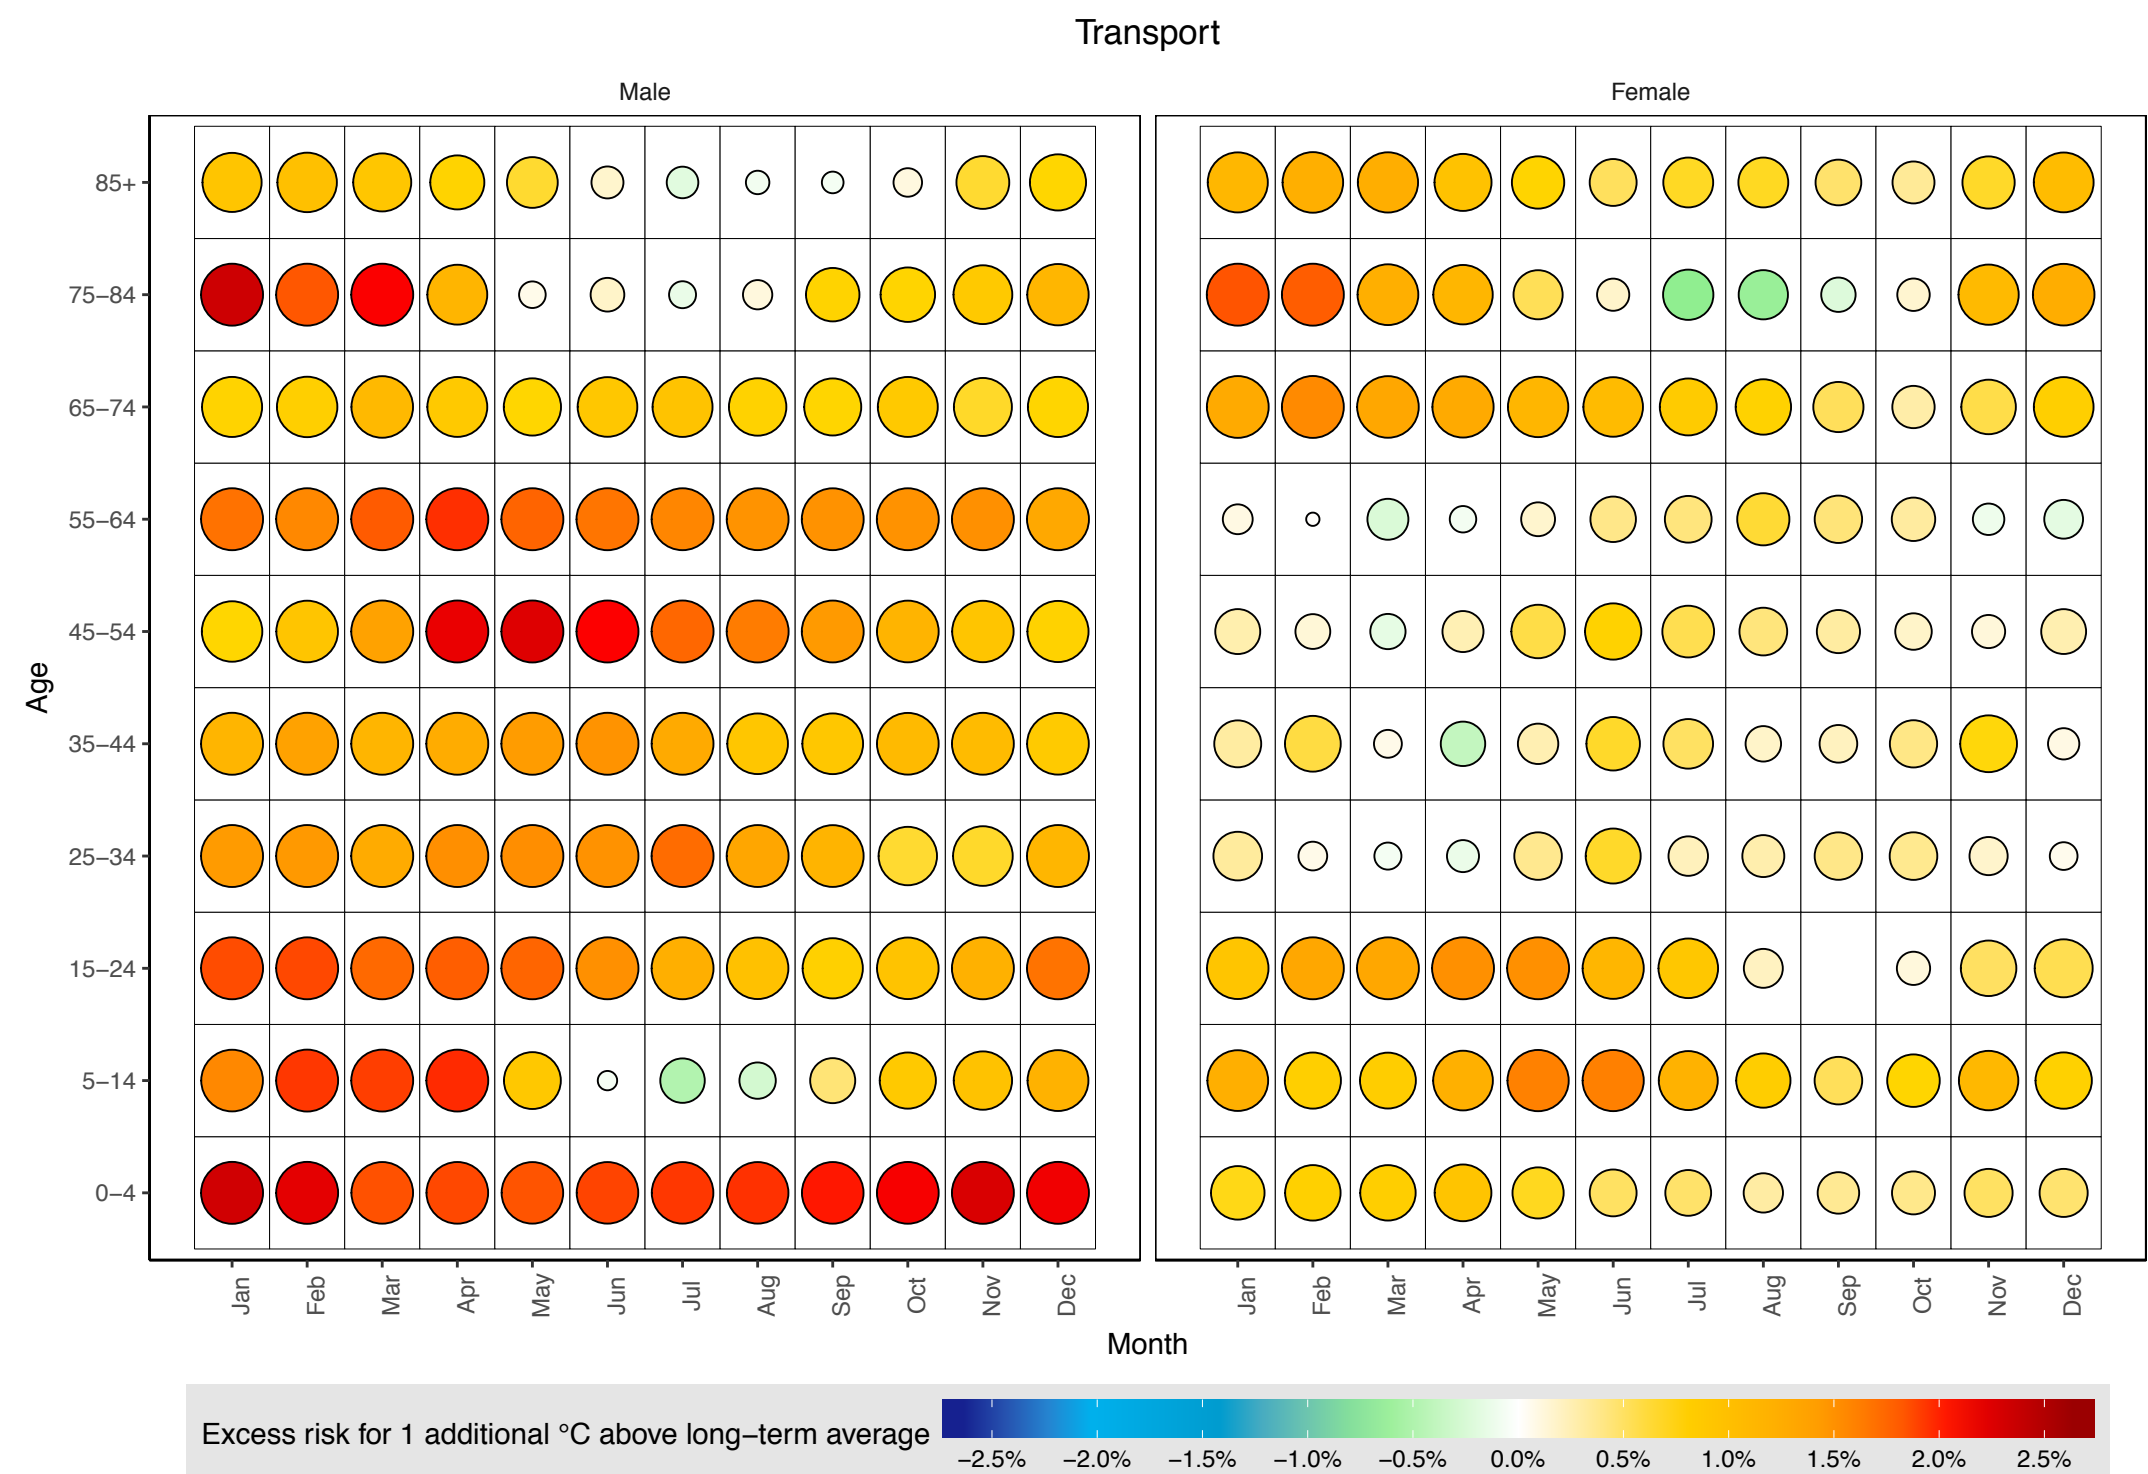 Transport
Male Female
85+
75–84
65–74
55–64
45–54
35–44
25–34
15–24
5–14
0–4
Age
Jan Feb Mar Apr May Jun Jul Aug Sep Oct Nov Dec Jan Feb Mar Apr May Jun Jul Aug Sep Oct Nov Dec
Month
Excess risk for 1 additional °C above long–term average
−2.5% −2.0% −1.5% −1.0% −0.5% 0.0% 0.5% 1.0% 1.5% 2.0% 2.5%